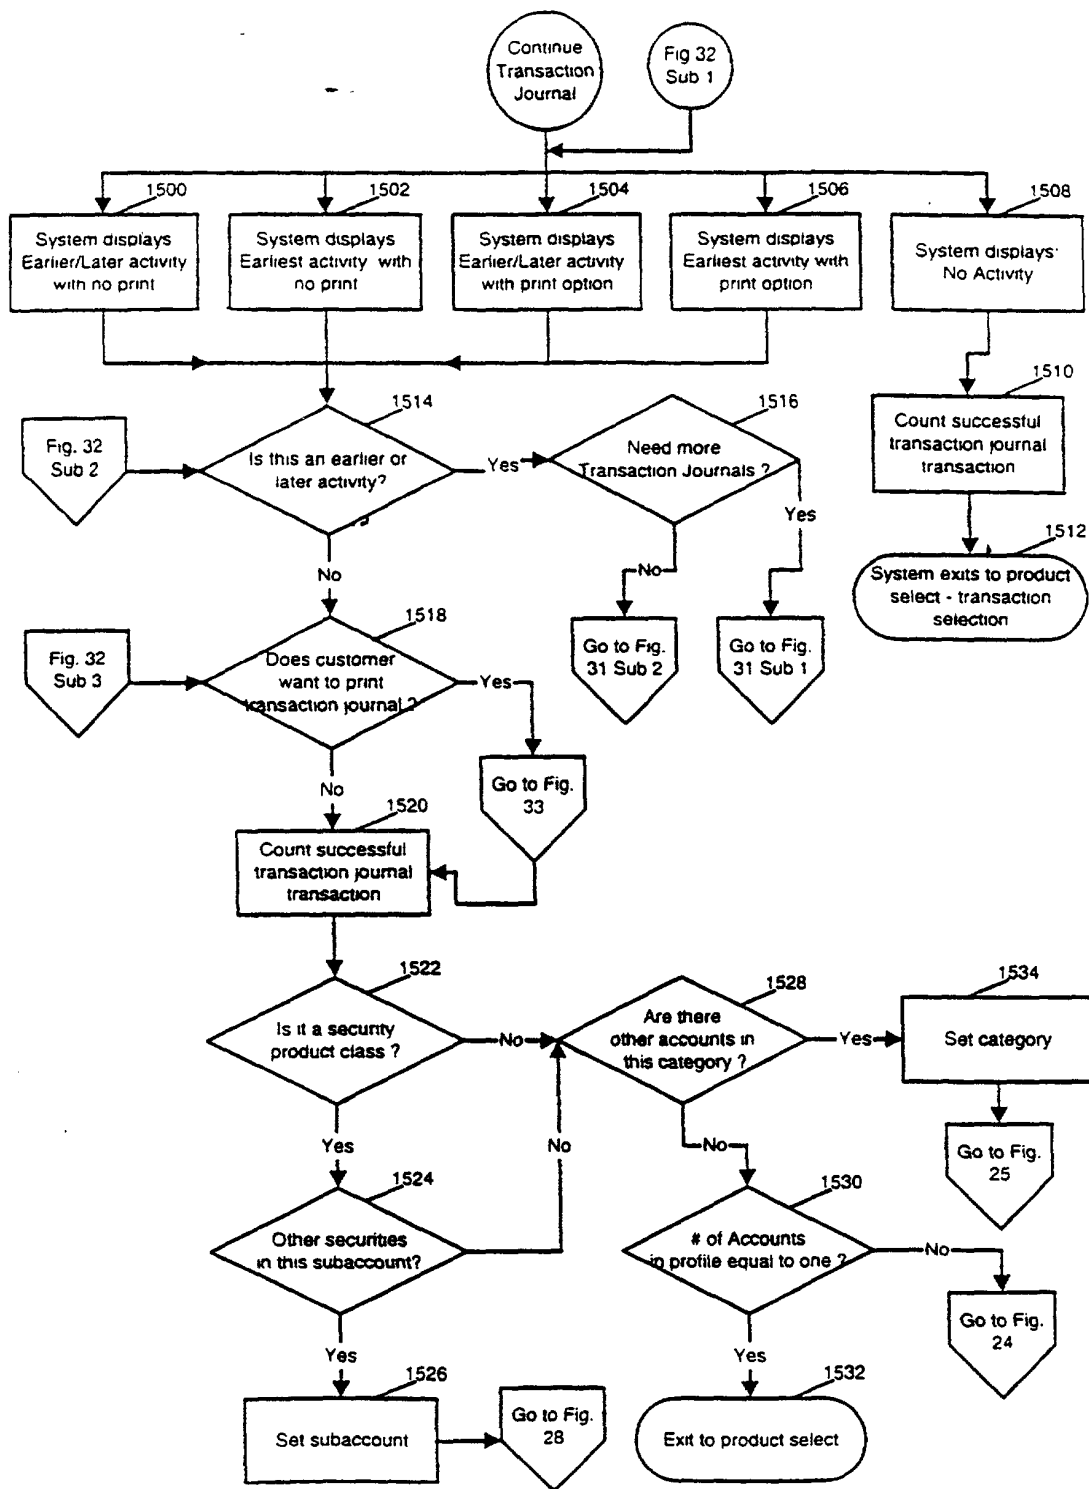 Continue
Transaction
Journal
Fig 32
Sub 1
1500
System displays
Earlier/Later activity
with no print
1502
System displays
Earliest activity with
no print
1504
System displays
Earlier/Later activity
with print option
1506
System displays
Earliest activity with
print option
1508
System displays:
No Activity
1510
Count successful
transaction journal
transaction
1512
System exits to product
select - transaction
selection
Fig. 32
Sub 2
1514
Is this an earlier or
later activity?
Yes
1516
Need more
Transaction Journals ?
Yes
No
No
Go to Fig.
31 Sub 2
Go to Fig.
31 Sub 1
Fig. 32
Sub 3
1518
Does customer
want to print
transaction journal ?
Yes
No
Go to Fig.
33
1520
Count successful
transaction journal
transaction
1522
Is it a security
product class ?
No
Yes
1528
Are there
other accounts in
this category ?
Yes
No
1534
Set category
Go to Fig.
25
1524
Other securities
in this subaccount?
No
Yes
1530
# of Accounts
in profile equal to one ?
No
Yes
Go to Fig.
24
1526
Set subaccount
Go to Fig.
28
1532
Exit to product select